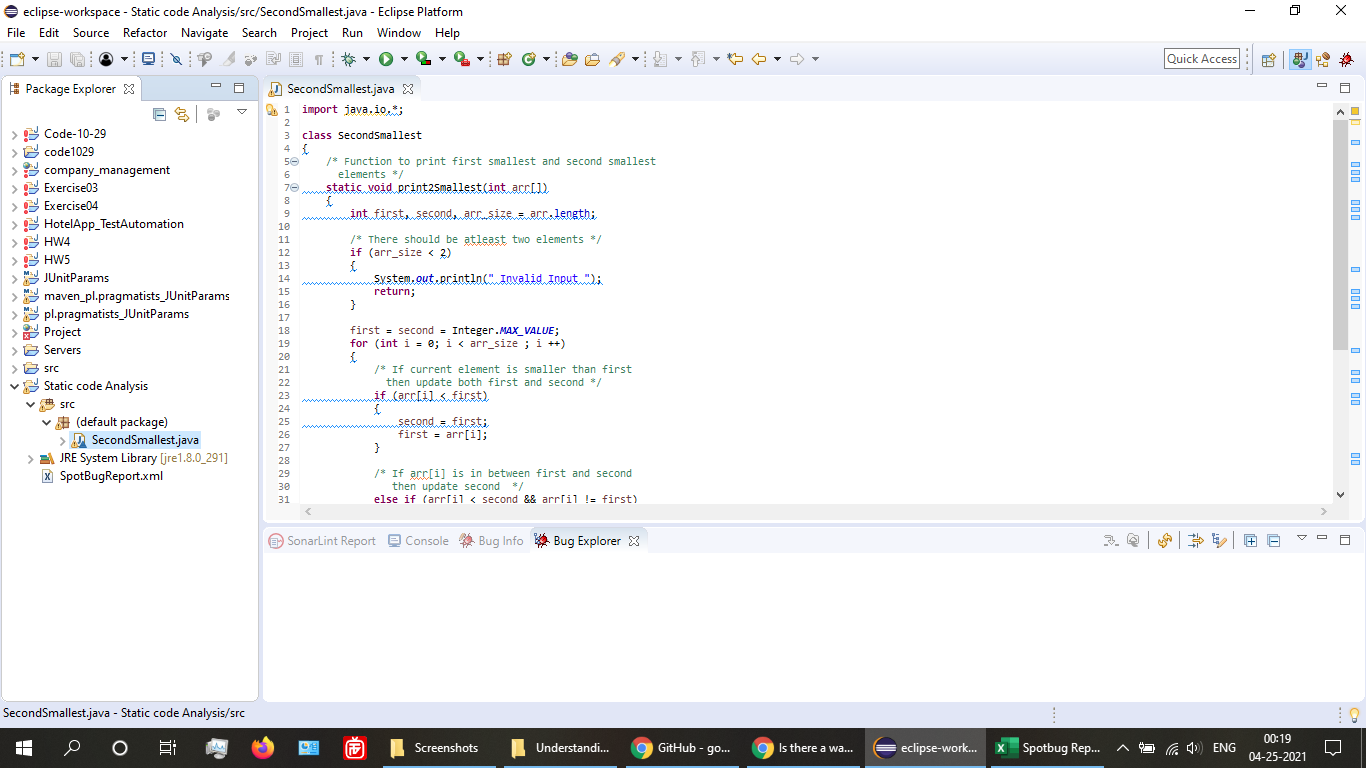 eclipse-workspace - Static code Analysis/src/SecondSmallest.java - Eclipse Platform
File Edit Source Refactor Navigate Search Project Run Window Help
Quick Access
Package Explorer
Code-10-29
code1029
company_management
Exercise03
Exercise04
HotelApp_TestAutomation
HW4
HW5
JUnitParams
maven_pl.pragmatists_JUnitParams
pl.pragmatists_JUnitParams
Project
Servers
src
Static code Analysis
src
(default package)
SecondSmallest.java
JRE System Library [jre1.8.0_291]
SpotBugReport.xml
SecondSmallest.java
1 import java.io.*;
2
3 class SecondSmallest
4 {
5 /* Function to print first smallest and second smallest
6 elements */
7 static void print2Smallest(int arr[])
8 {
9 int first, second, arr_size = arr.length;
10
11 /* There should be atleast two elements */
12 if (arr_size < 2)
13 {
14 System.out.println(" Invalid Input ");
15 return;
16 }
17
18 first = second = Integer.MAX_VALUE;
19 for (int i = 0; i < arr_size ; i ++)
20 {
21 /* If current element is smaller than first
22 then update both first and second */
23 if (arr[i] < first)
24 {
25 second = first;
26 first = arr[i];
27 }
28
29 /* If arr[i] is in between first and second
30 then update second */
31 else if (arr[i] < second && arr[i] != first)
SonarLint Report Console Bug Info Bug Explorer
SecondSmallest.java - Static code Analysis/src
Screenshots
Understandi...
GitHub - go...
Is there a wa...
eclipse-work...
Spotbug Rep...
ENG
00:19
04-25-2021